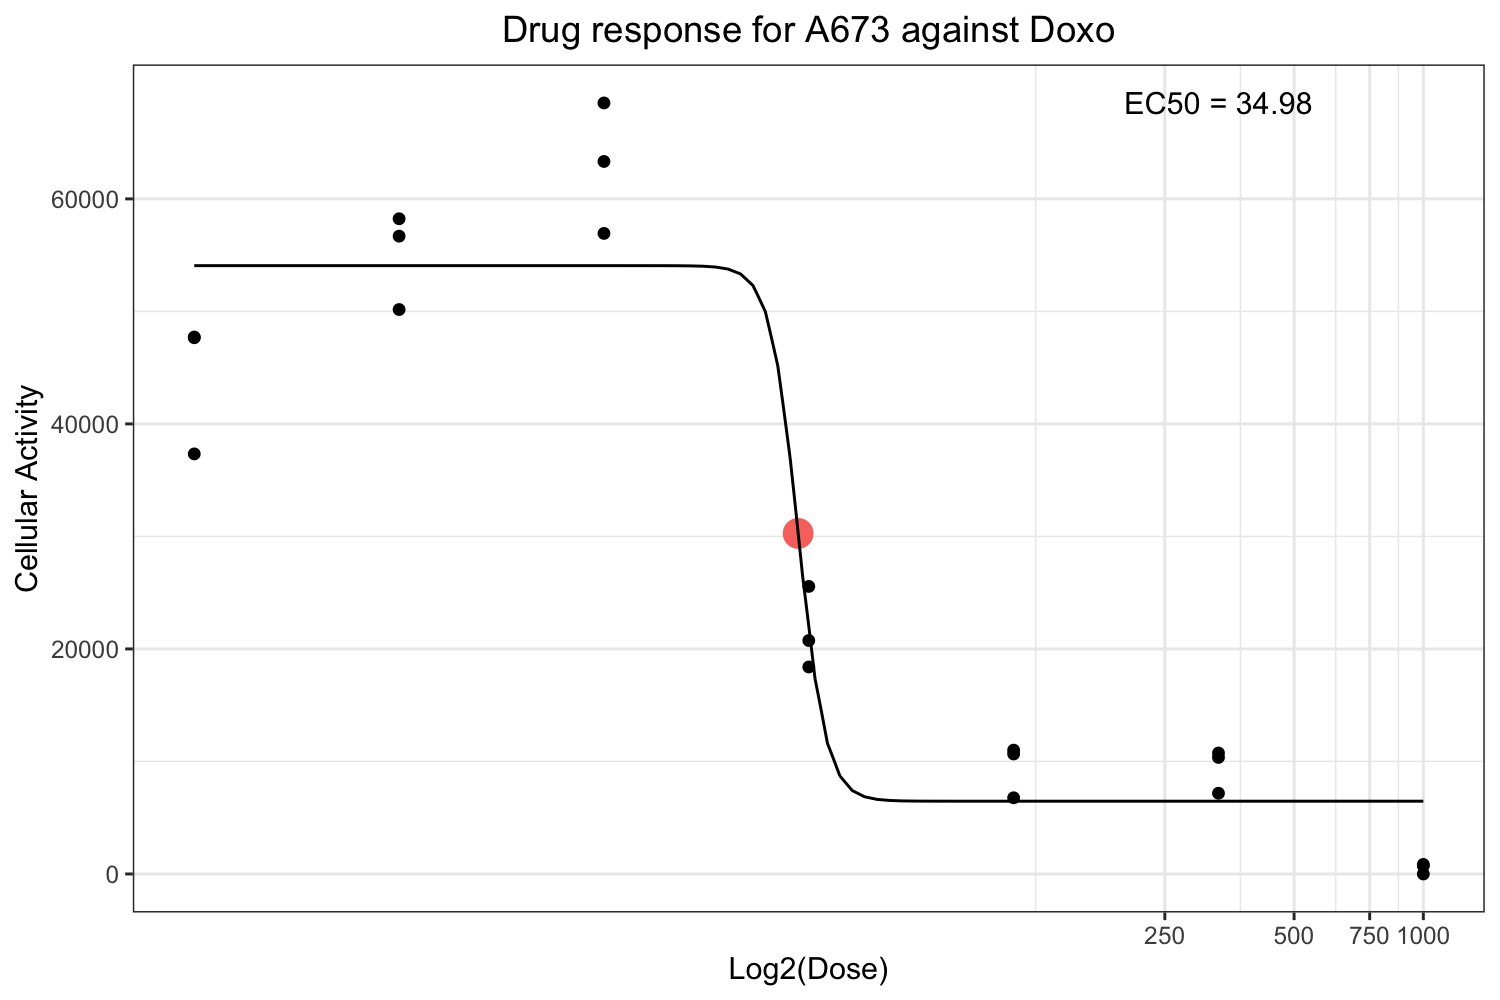 Drug response for A673 against Doxo
EC50 = 34.98
60000
40000
20000
0
Cellular Activity
250 500 750 1000
Log2(Dose)